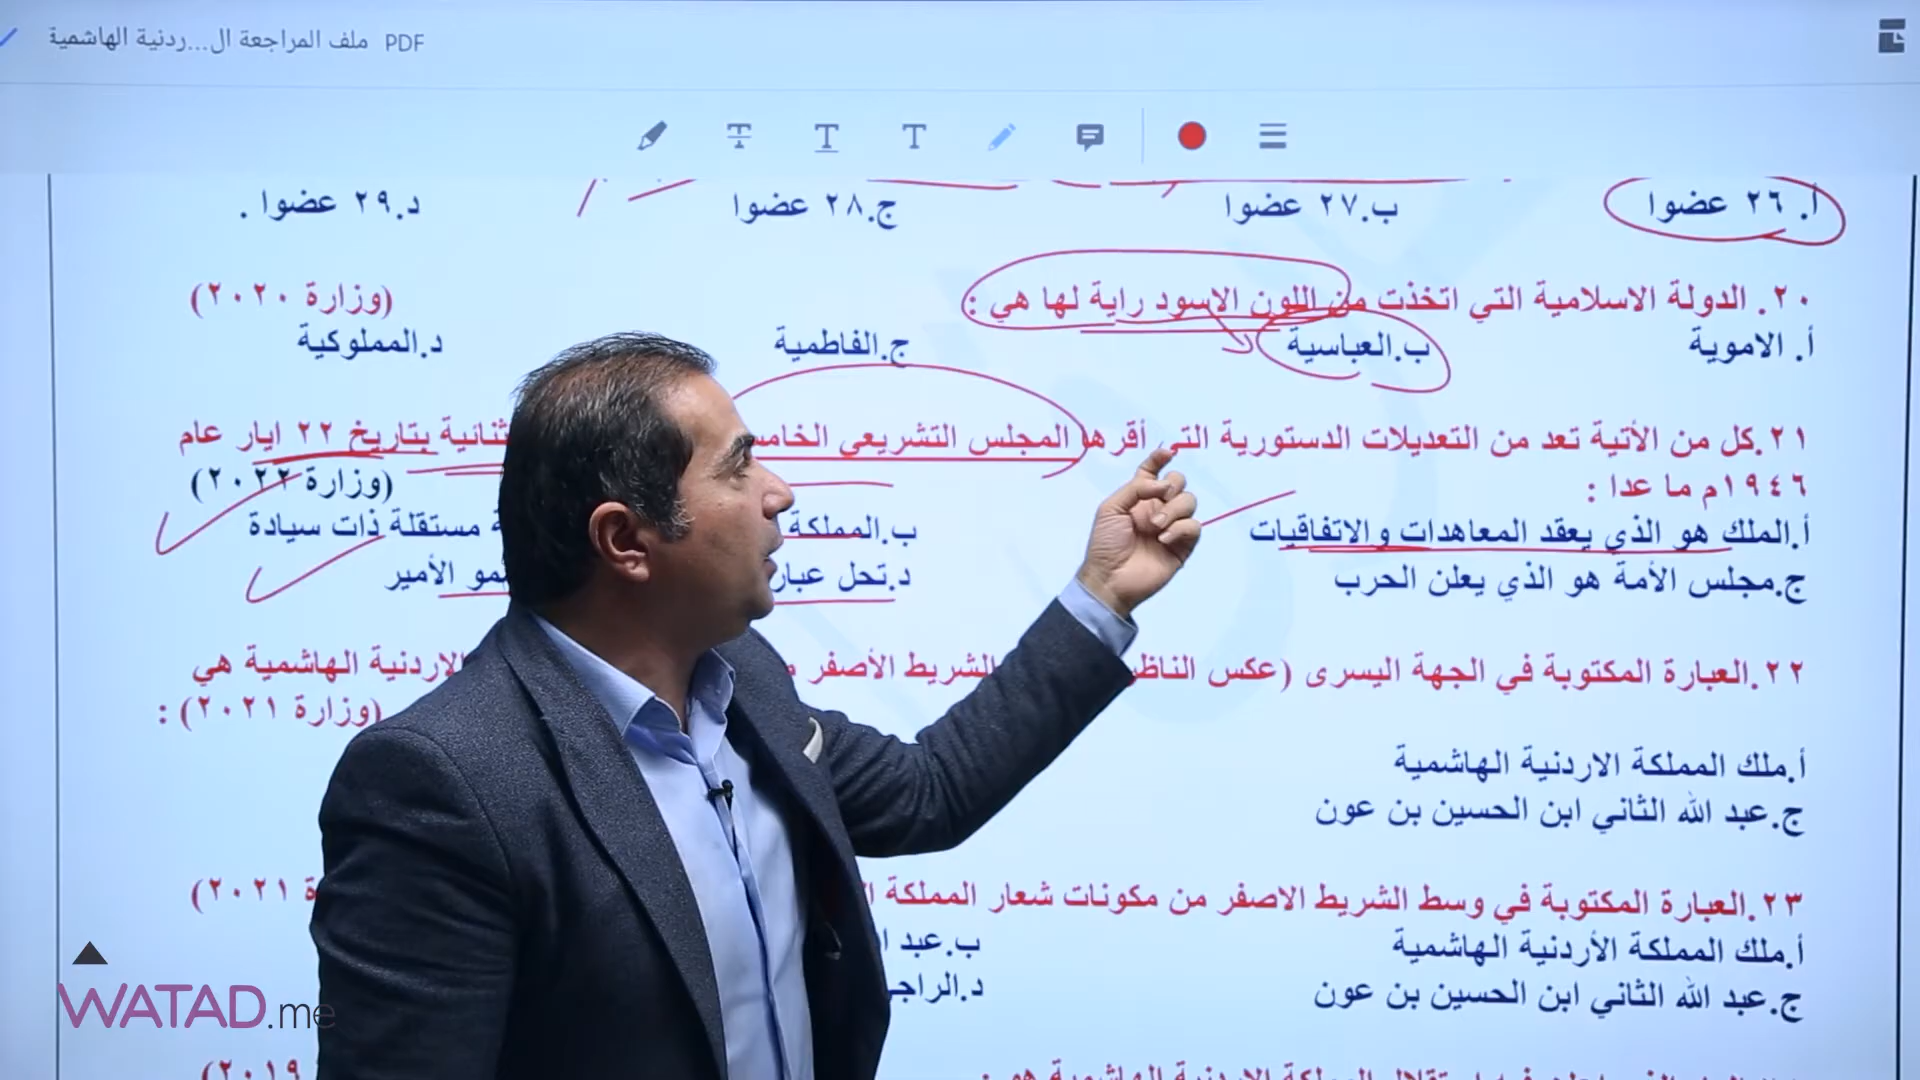 ملف المراجعة ال...ردنية الهاشمية PDF
أ. ٢٦ عضوا ب.٢٧ عضوا ج.٢٨ عضوا د.٢٩ عضوا .
٢٠. الدولة الاسلامية التي اتخذت من اللون الاسود راية لها هي : (وزارة ٢٠٢٠)
أ. الاموية ب.العباسية ج.الفاطمية د.المملوكية
٢١.كل من الأتية تعد من التعديلات الدستورية التي أقرها المجلس التشريعي بتاريخ ٢٢ ايار عام
١٩٤٦م ما عدا : (وزارة ٢٠٢٢)
أ.الملك هو الذي يعقد المعاهدات و الاتفاقيات ب.المملكة مستقلة ذات سيادة
ج.مجلس الأمة هو الذي يعلن الحرب د.تحل الأمير
٢٢.العبارة المكتوبة في الجهة اليسرى (عكس الشريط الأصفر الاردنية الهاشمية هي
(وزارة ٢٠٢١) :
أ.ملك المملكة الاردنية الهاشمية
ج.عبد الله الثاني ابن الحسين بن عون
٢٣.العبارة المكتوبة في وسط الشريط الاصفر من مكونات شعار المملكة ٢٠٢١)
أ.ملك المملكة الأردنية الهاشمية ب.عبد
ج.عبد الله الثاني ابن الحسين بن عون د.
WATAD.me